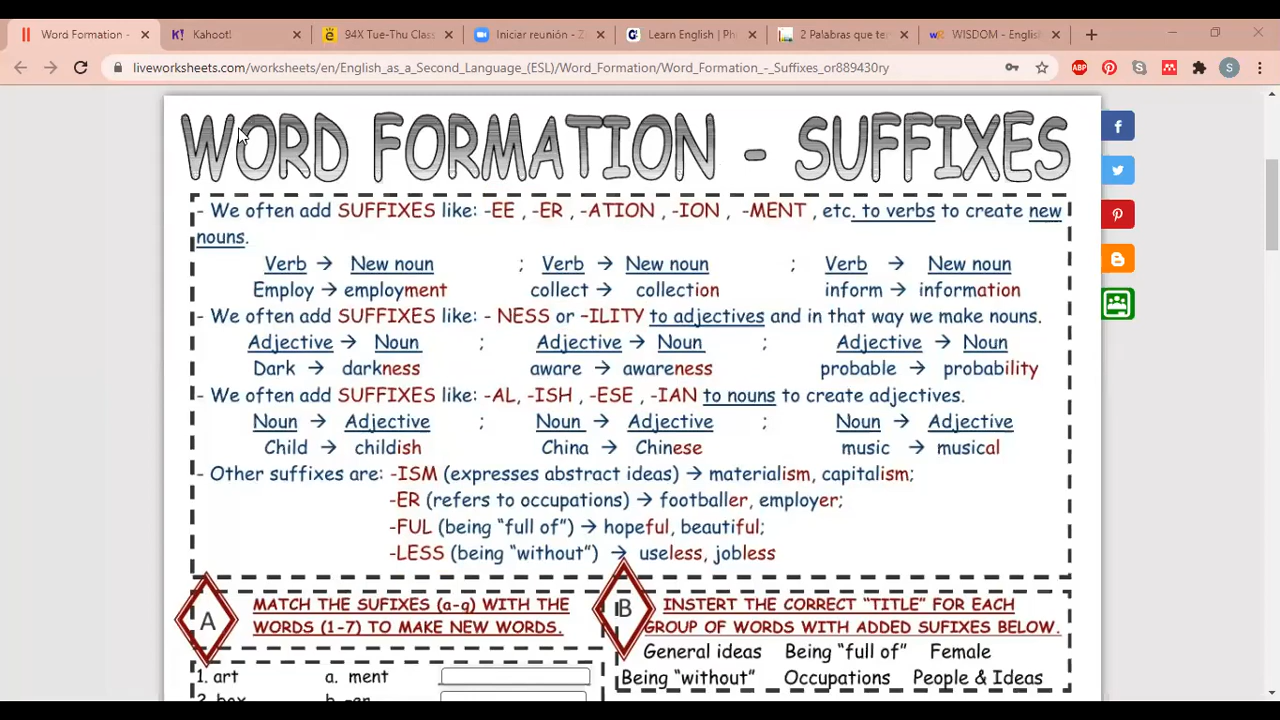 Word Formation -
Kahoot!
94X Tue-Thu Class
Iniciar reunión - Z
Learn English | Ph
2 Palabras que ter
WISDOM - English
liveworksheets.com/worksheets/en/English_as_a_Second_Language_(ESL)/Word_Formation/Word_Formation_-_Suffixes_or889430ry
ABP
S
WORD FORMATION - SUFFIXES
- We often add SUFFIXES like: -EE , -ER , -ATION , -ION , -MENT , etc. to verbs to create new
nouns.
Verb → New noun ; Verb → New noun ; Verb → New noun
Employ → employment collect → collection inform → information
- We often add SUFFIXES like: - NESS or -ILITY to adjectives and in that way we make nouns.
Adjective → Noun ; Adjective → Noun ; Adjective → Noun
Dark → darkness aware → awareness probable → probability
- We often add SUFFIXES like: -AL, -ISH , -ESE , -IAN to nouns to create adjectives.
Noun → Adjective ; Noun → Adjective ; Noun → Adjective
Child → childish China → Chinese music → musical
- Other suffixes are: -ISM (expresses abstract ideas) → materialism, capitalism;
-ER (refers to occupations) → footballer, employer;
-FUL (being “full of”) → hopeful, beautiful;
-LESS (being “without”) → useless, jobless
A
MATCH THE SUFIXES (a-g) WITH THE
WORDS (1-7) TO MAKE NEW WORDS.
1. art a. ment
2. box b. -er
B
INSTERT THE CORRECT “TITLE” FOR EACH
GROUP OF WORDS WITH ADDED SUFIXES BELOW.
General ideas Being “full of” Female
Being “without” Occupations People & Ideas